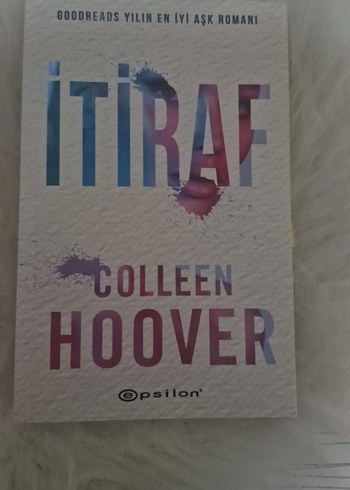 GOODREADS YILIN EN İYİ AŞK ROMANI
İTİRAF
COLLEEN
HOOVER
epsilon